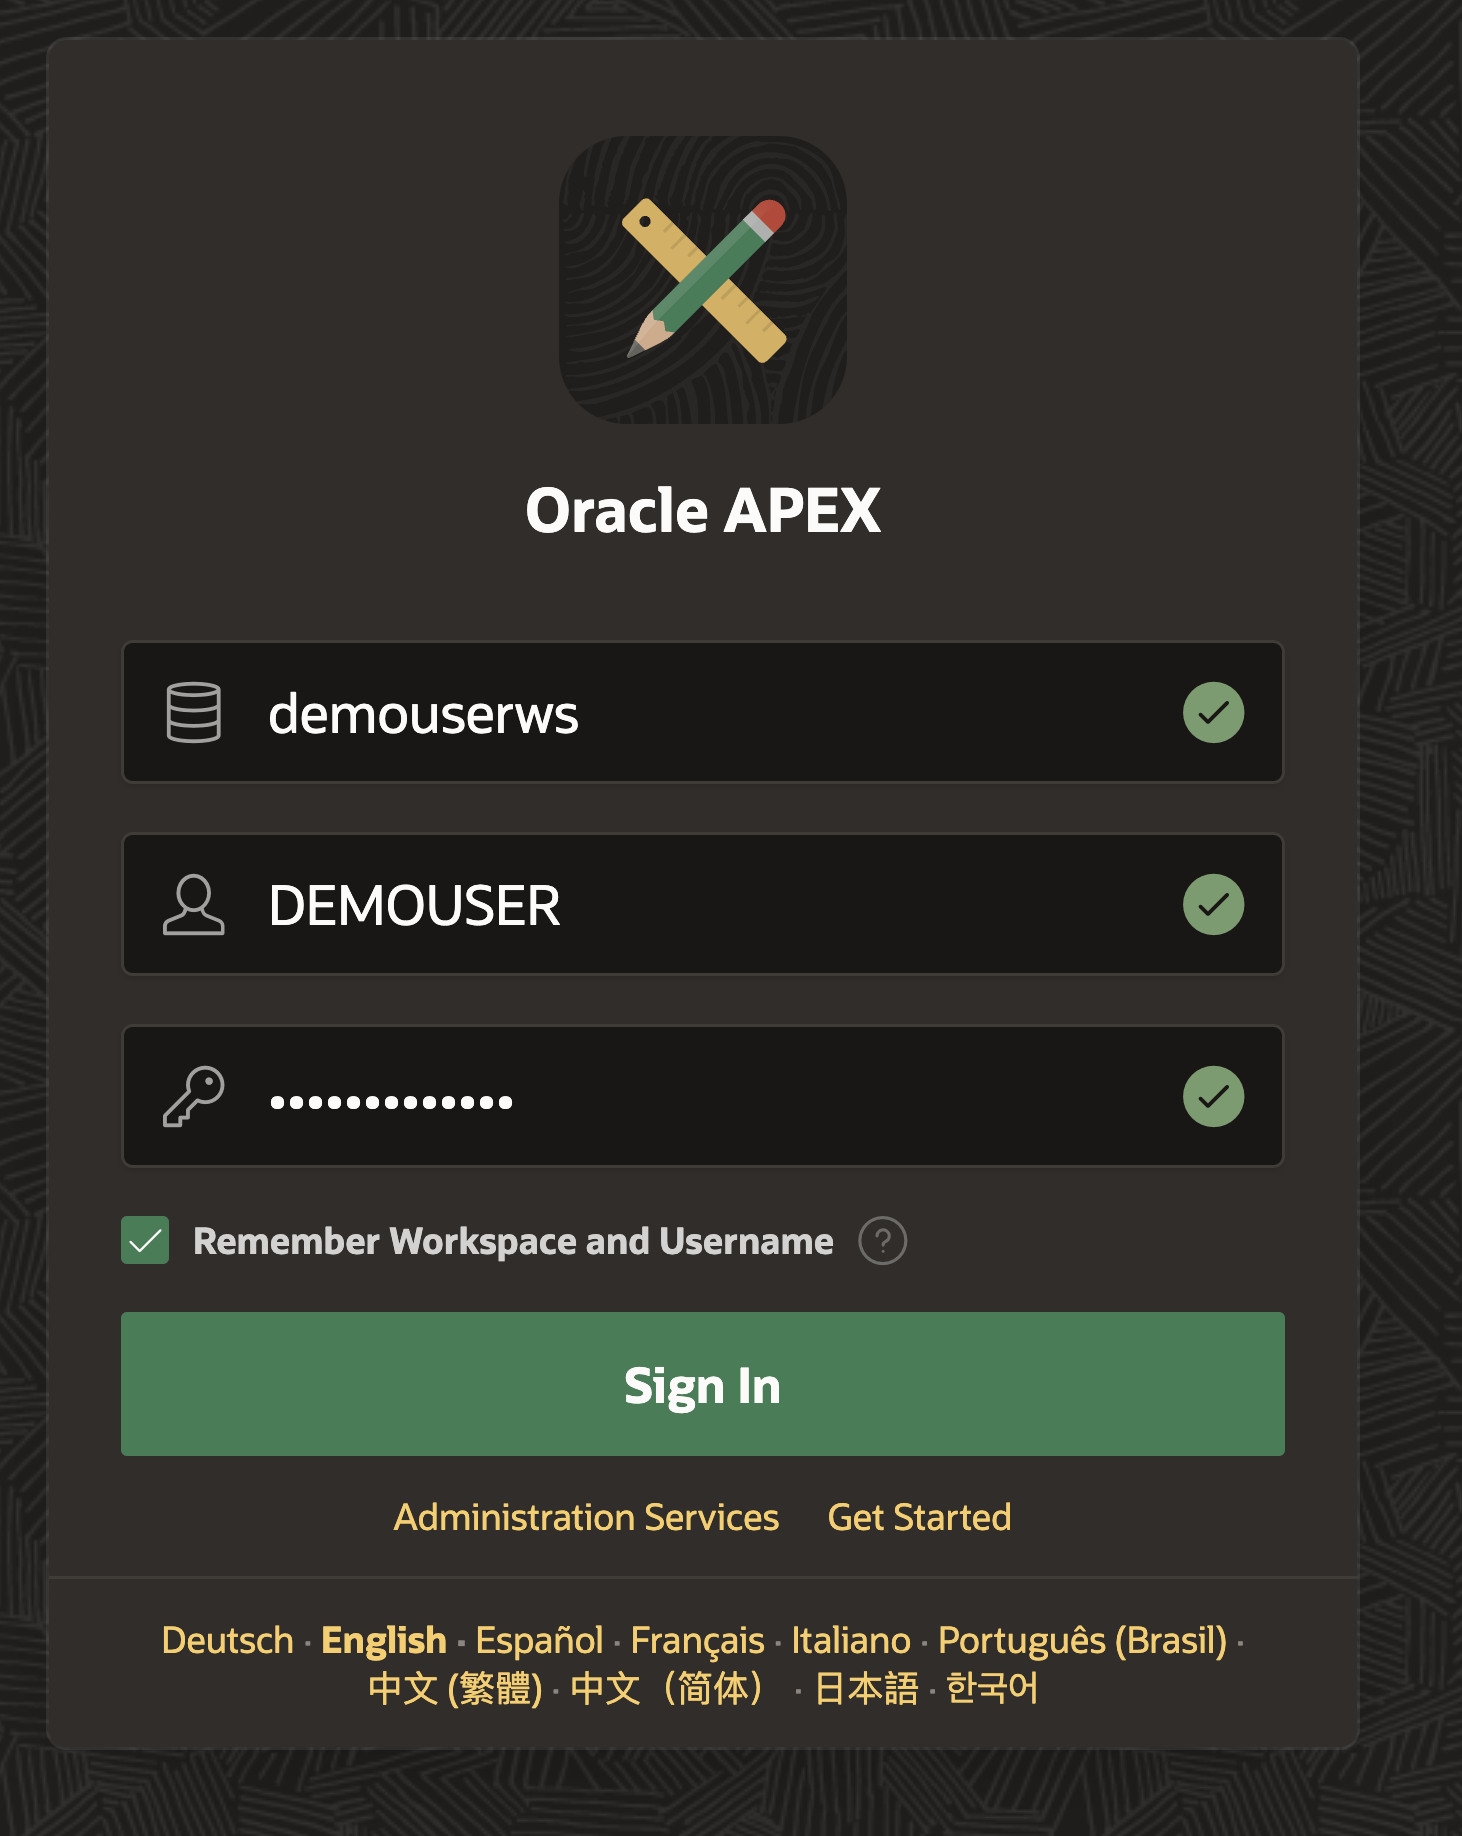 Oracle APEX
demouserws
DEMOUSER
•••••••••••••
Remember Workspace and Username ?
Sign In
Administration Services Get Started
Deutsch · English · Español · Français · Italiano · Português (Brasil) ·
中文 (繁體) · 中文（简体） · 日本語 · 한국어